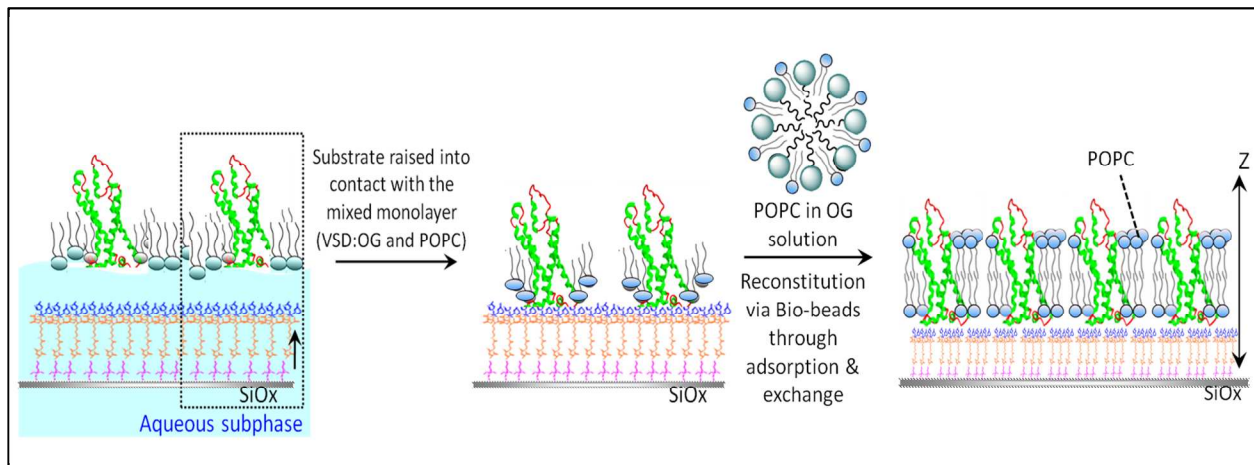 Substrate raised into
contact with the
mixed monolayer
(VSD:OG and POPC)
SiOx
Aqueous subphase
SiOx
POPC in OG
solution
Reconstitution
via Bio-beads
through
adsorption &
exchange
POPC
Z
SiOx